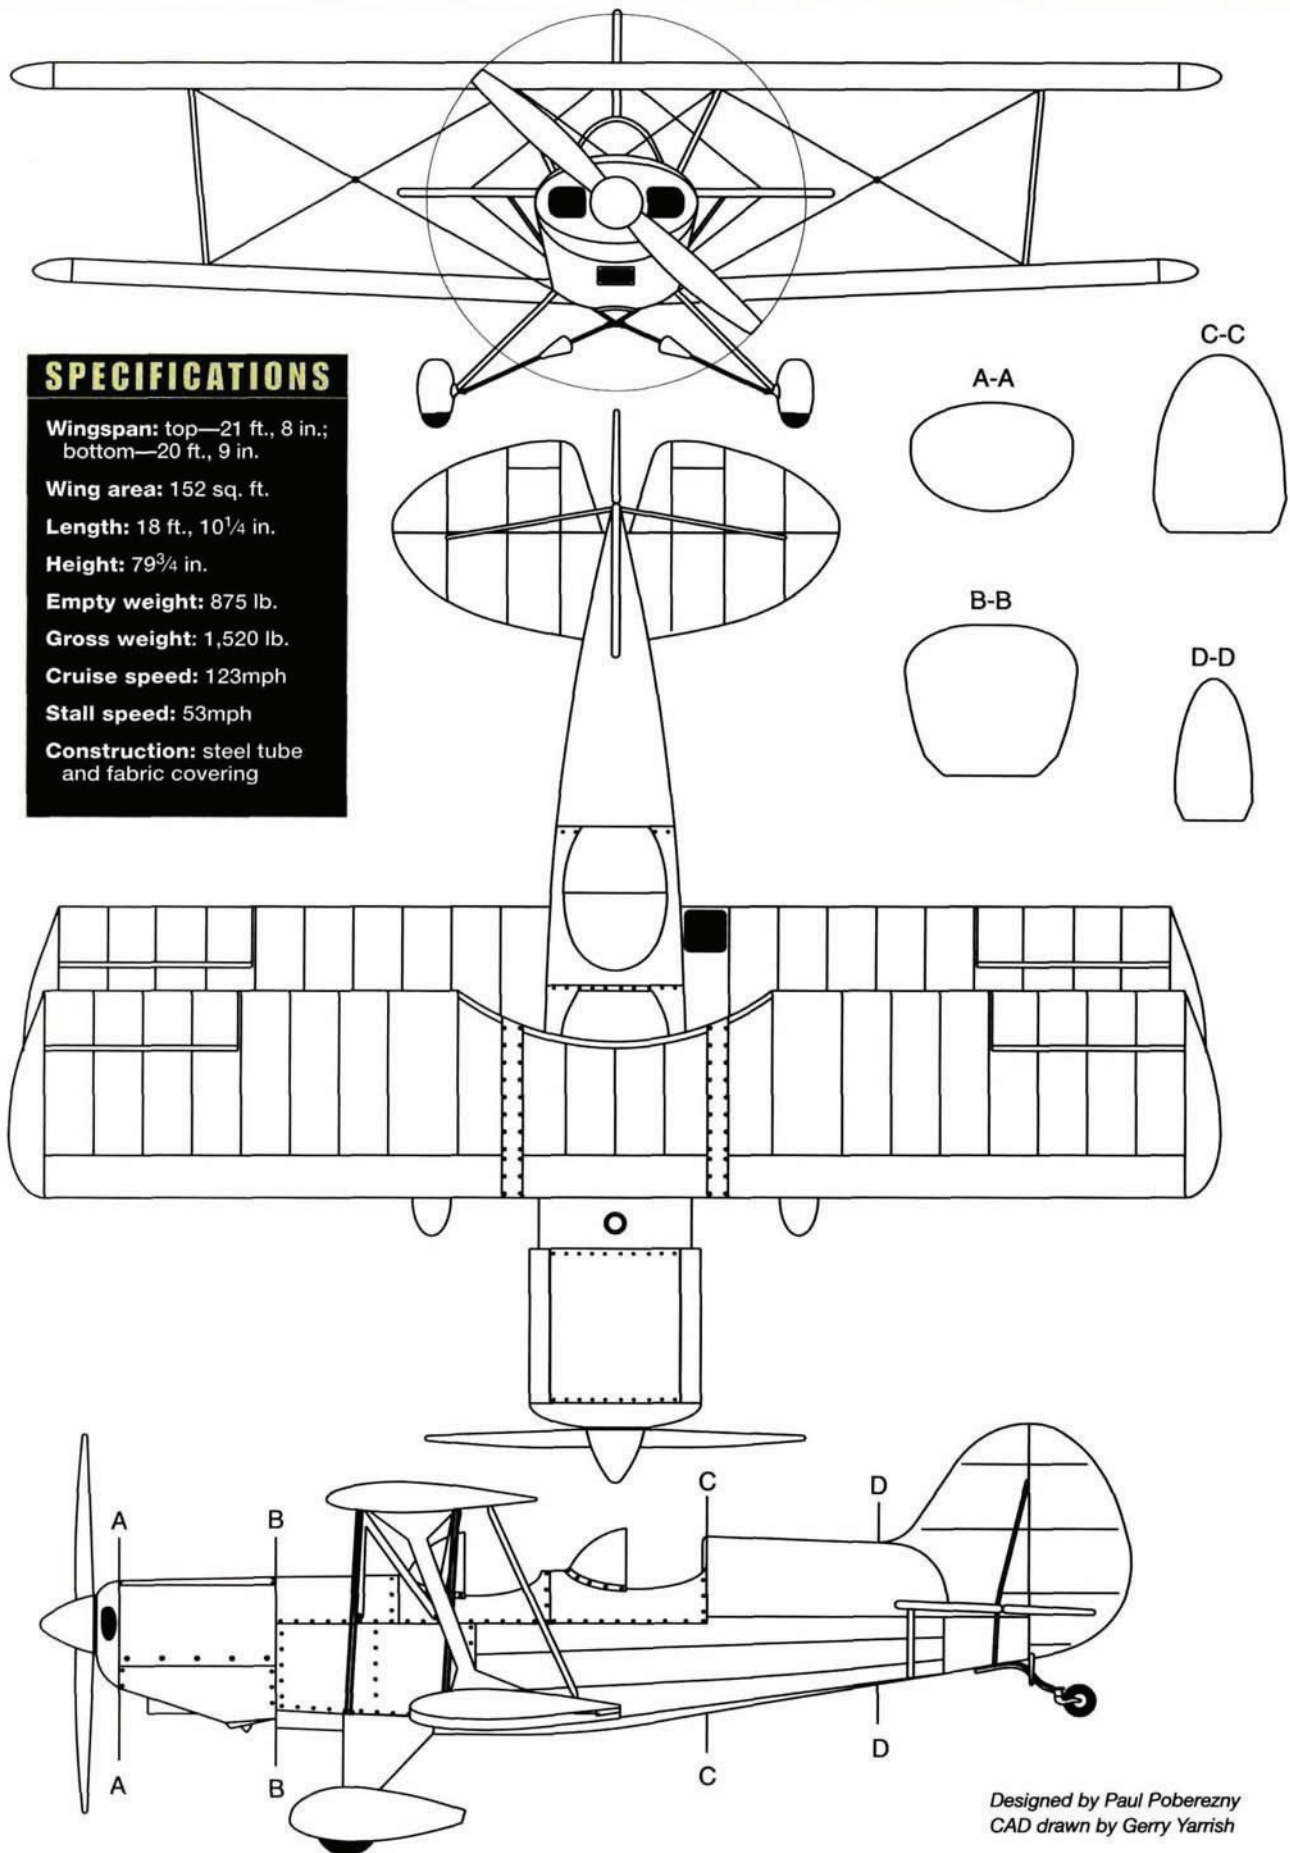 SPECIFICATIONS
Wingspan: top—21 ft., 8 in.;
bottom—20 ft., 9 in.
Wing area: 152 sq. ft.
Length: 18 ft., 10¼ in.
Height: 79¾ in.
Empty weight: 875 lb.
Gross weight: 1,520 lb.
Cruise speed: 123mph
Stall speed: 53mph
Construction: steel tube
and fabric covering
C-C
A-A
B-B
D-D
A
B
C
D
A
B
C
D
Designed by Paul Poberezny
CAD drawn by Gerry Yarrish